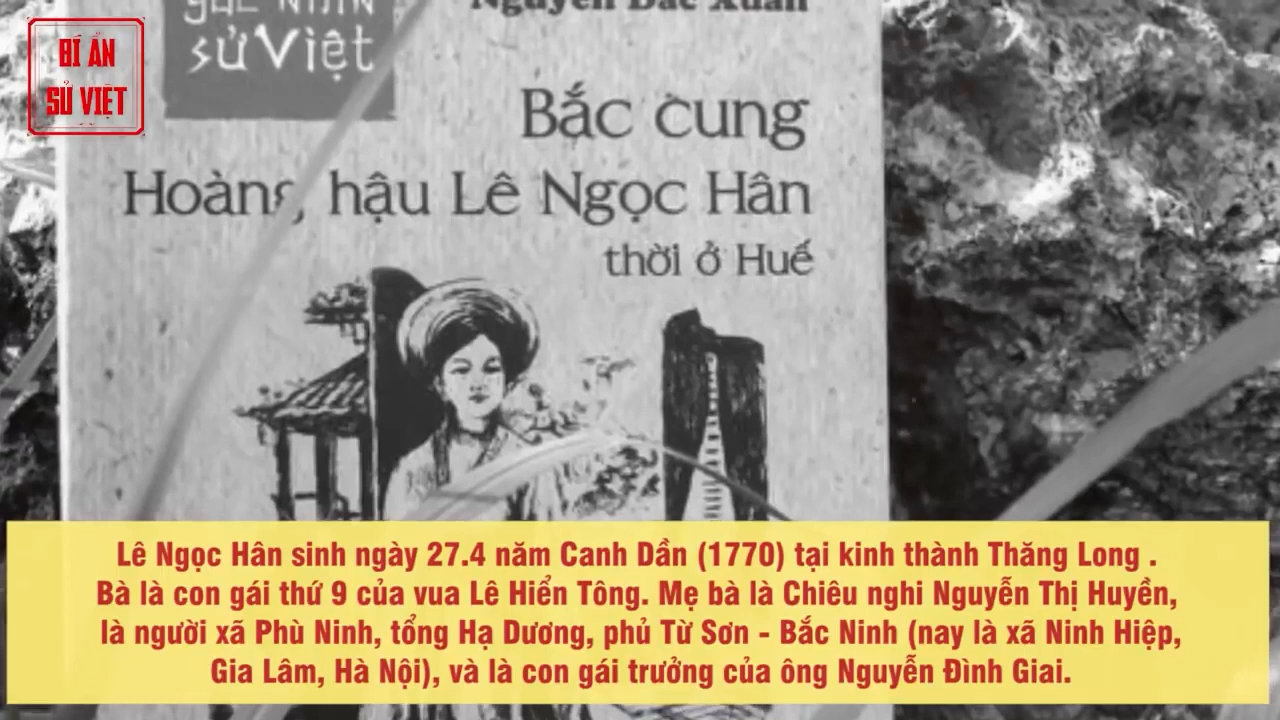 BÍ ẨN
SỬ VIỆT
sử Việt
Nguyễn Đắc Xuân
Bắc cung
Hoàng hậu Lê Ngọc Hân
thời ở Huế
Lê Ngọc Hân sinh ngày 27.4 năm Canh Dần (1770) tại kinh thành Thăng Long .
Bà là con gái thứ 9 của vua Lê Hiển Tông. Mẹ bà là Chiêu nghi Nguyễn Thị Huyền,
là người xã Phù Ninh, tổng Hạ Dương, phủ Từ Sơn - Bắc Ninh (nay là xã Ninh Hiệp,
Gia Lâm, Hà Nội), và là con gái trưởng của ông Nguyễn Đình Giai.